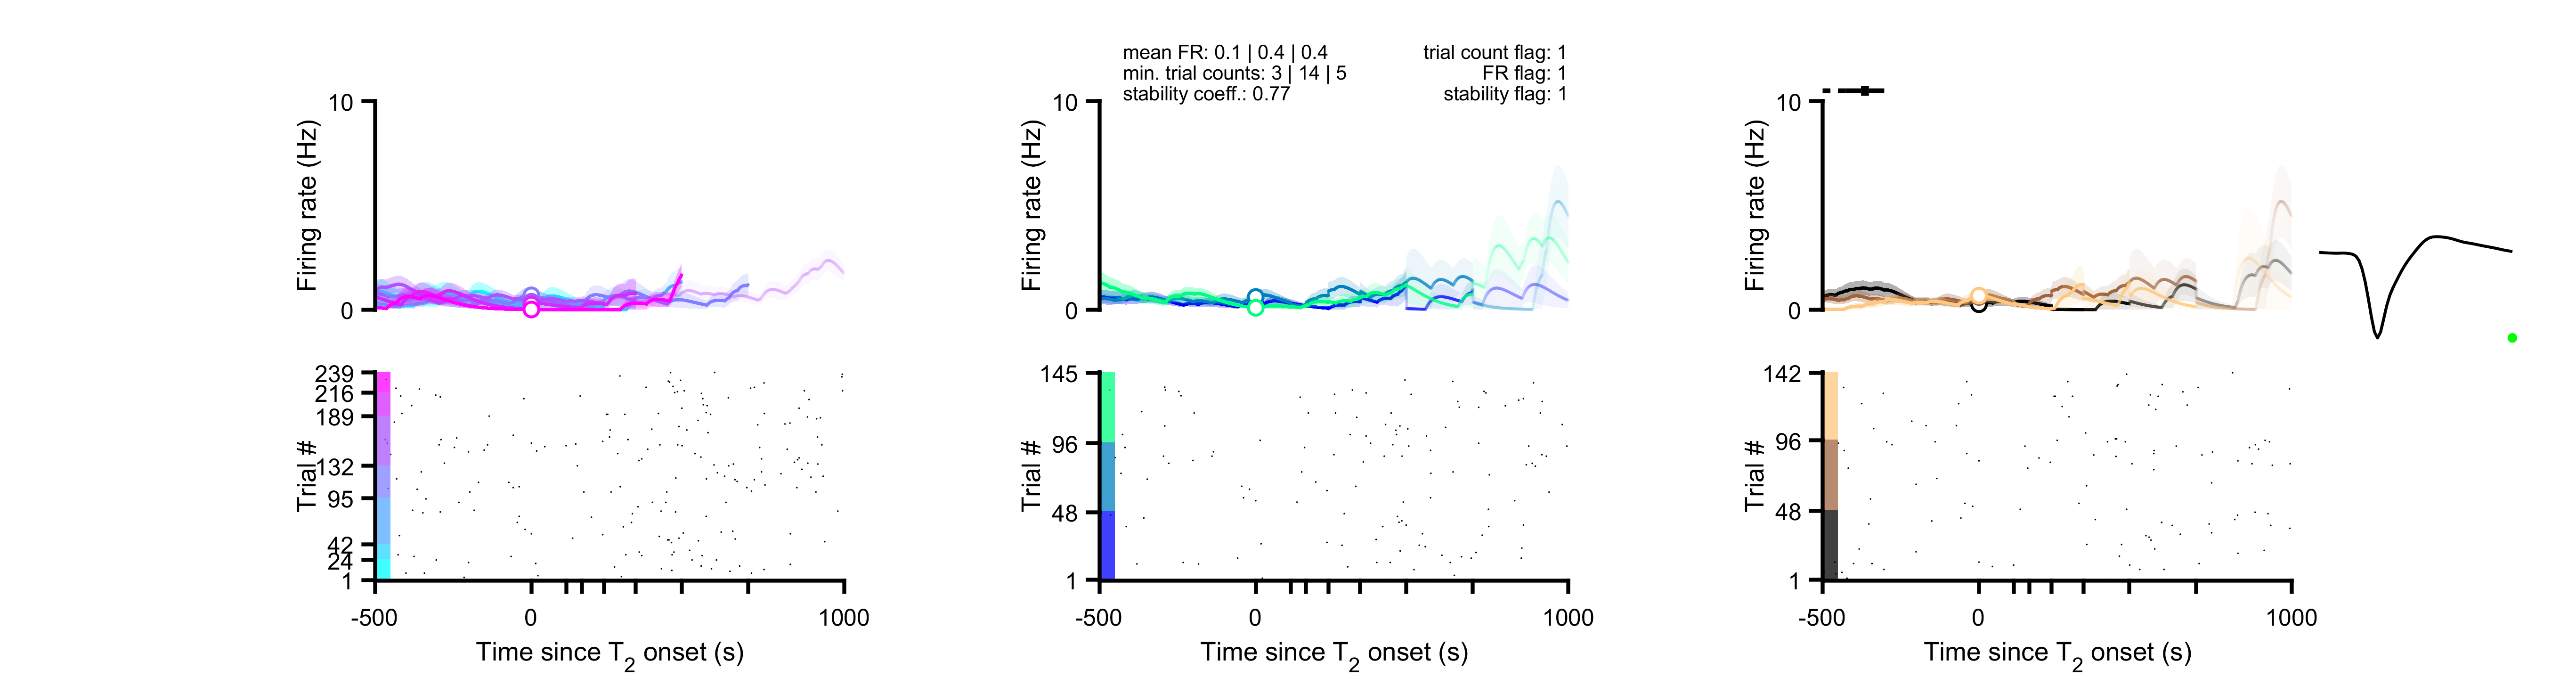 mean FR: 0.1 | 0.4 | 0.4
min. trial counts: 3 | 14 | 5
stability coeff.: 0.77
trial count flag: 1
FR flag: 1
stability flag: 1
Firing rate (Hz)
10
0
Trial #
239
216
189
132
95
42
24
1
-500
0
1000
Time since T2 onset (s)
Firing rate (Hz)
10
0
Trial #
145
96
48
1
-500
0
1000
Time since T2 onset (s)
Firing rate (Hz)
10
0
Trial #
142
96
48
1
-500
0
1000
Time since T2 onset (s)